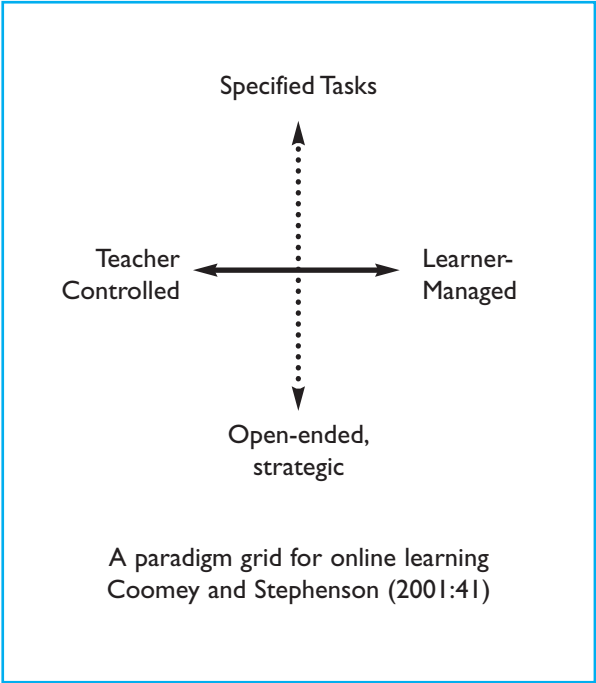 Specified Tasks
Teacher
Controlled
Learner-
Managed
Open-ended,
strategic
A paradigm grid for online learning
Coomey and Stephenson (2001:41)